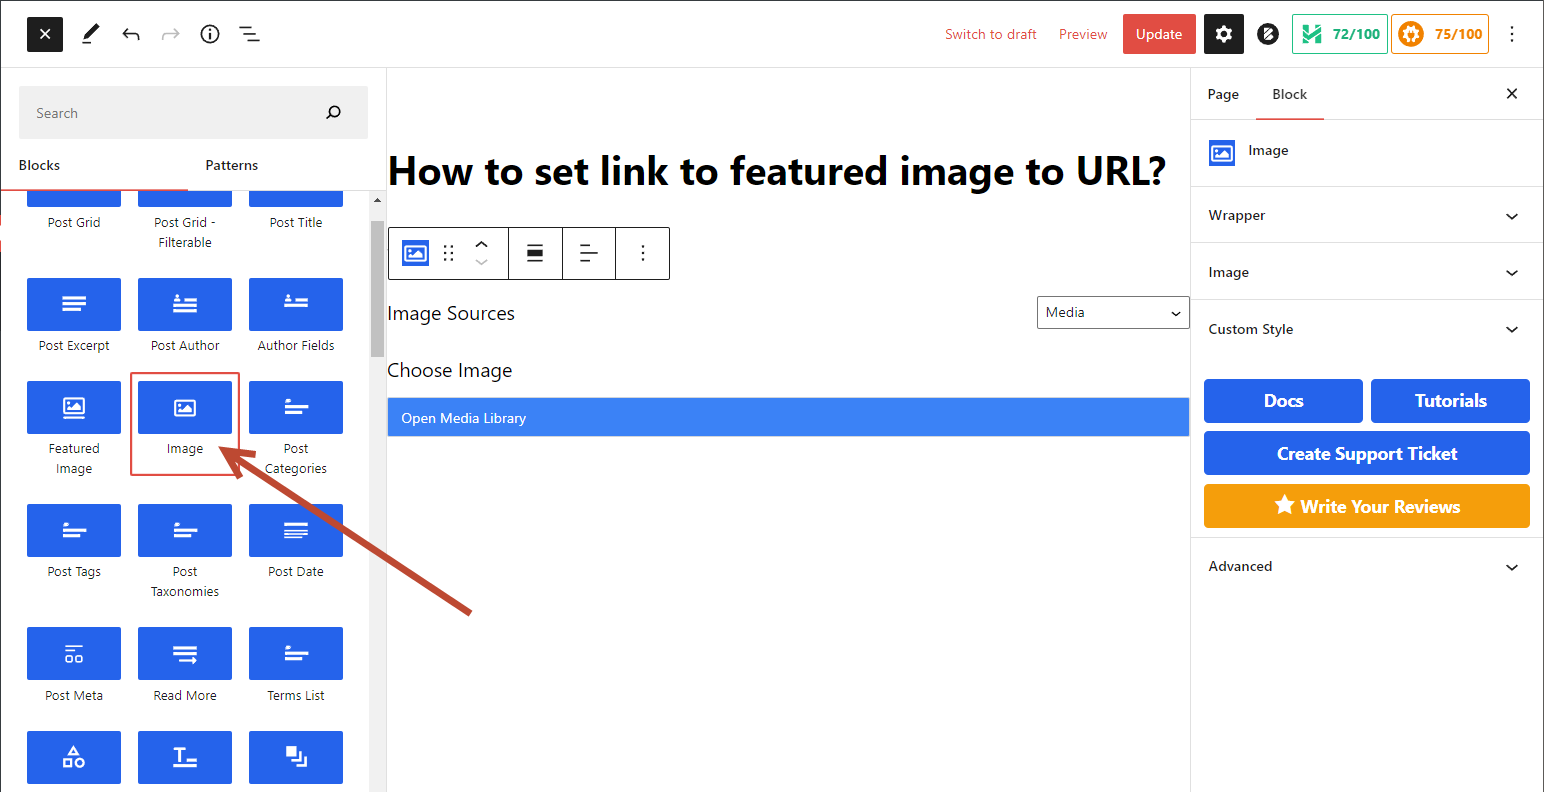 Switch to draft
Preview
Update
72/100
75/100
Search
Blocks
Patterns
Post Grid
Post Grid -
Filterable
Post Title
Post Excerpt
Post Author
Author Fields
Featured
Image
Image
Post
Categories
Post Tags
Post
Taxonomies
Post Date
Post Meta
Read More
Terms List
How to set link to featured image to URL?
Image Sources
Media
Choose Image
Open Media Library
Page
Block
Image
Wrapper
Image
Custom Style
Docs
Tutorials
Create Support Ticket
Write Your Reviews
Advanced